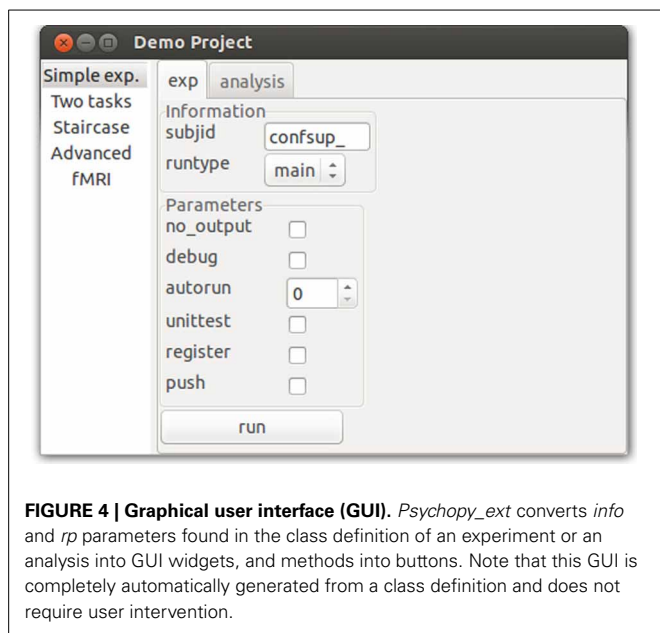 Demo Project
Simple exp.
Two tasks
Staircase
Advanced
fMRI
exp analysis
Information
subjid confsup_
runtype main
Parameters
no_output
debug
autorun 0
unittest
register
push
run
FIGURE 4 | Graphical user interface (GUI). Psychopy_ext converts info
and rp parameters found in the class definition of an experiment or an
analysis into GUI widgets, and methods into buttons. Note that this GUI is
completely automatically generated from a class definition and does not
require user intervention.